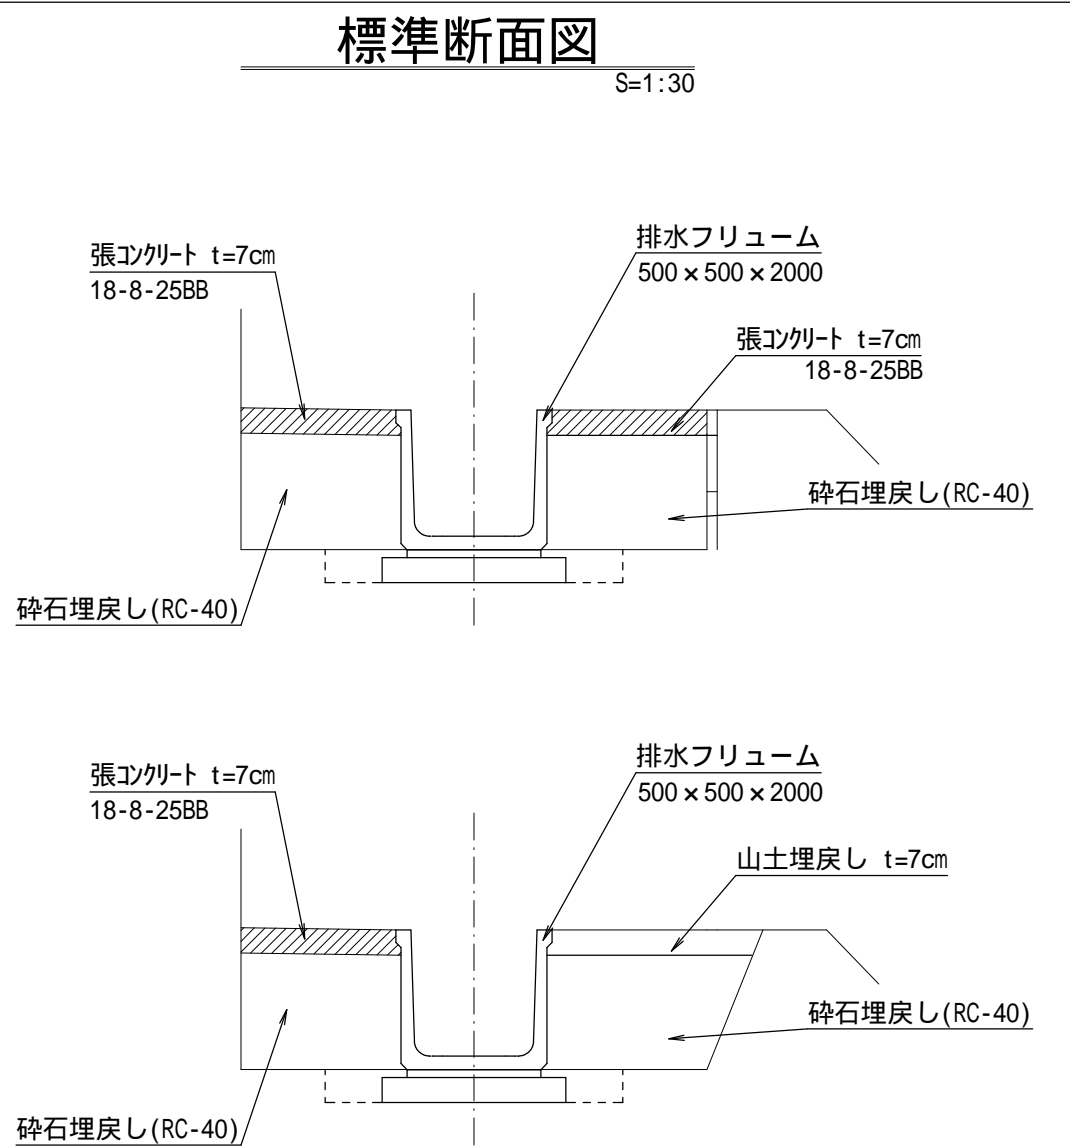 標準断面図
S=1:30
張コンクリート t=7cm
18-8-25BB
排水フリューム
500×500×2000
張コンクリート t=7cm
18-8-25BB
砕石埋戻し(RC-40)
砕石埋戻し(RC-40)
張コンクリート t=7cm
18-8-25BB
排水フリューム
500×500×2000
山土埋戻し t=7cm
砕石埋戻し(RC-40)
砕石埋戻し(RC-40)